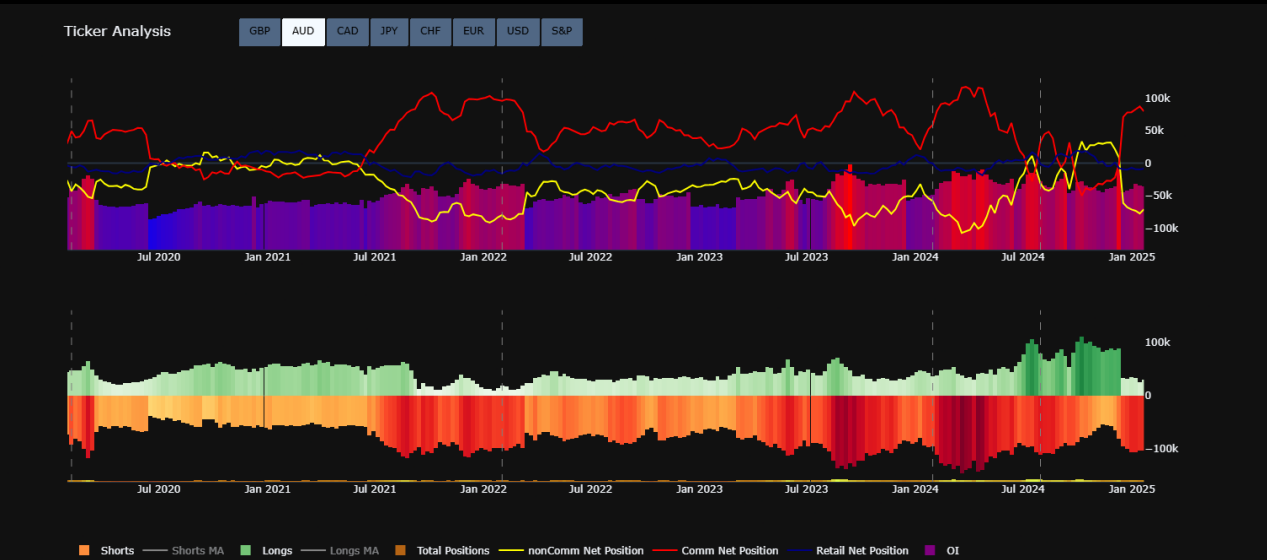 Ticker Analysis GBP AUD CAD JPY CHF EUR USD S&P
100k
50k
0
−50k
−100k
Jul 2020 Jan 2021 Jul 2021 Jan 2022 Jul 2022 Jan 2023 Jul 2023 Jan 2024 Jul 2024 Jan 2025
100k
0
−100k
Jul 2020 Jan 2021 Jul 2021 Jan 2022 Jul 2022 Jan 2023 Jul 2023 Jan 2024 Jul 2024 Jan 2025
Shorts Shorts MA Longs Longs MA Total Positions nonComm Net Position Comm Net Position Retail Net Position OI